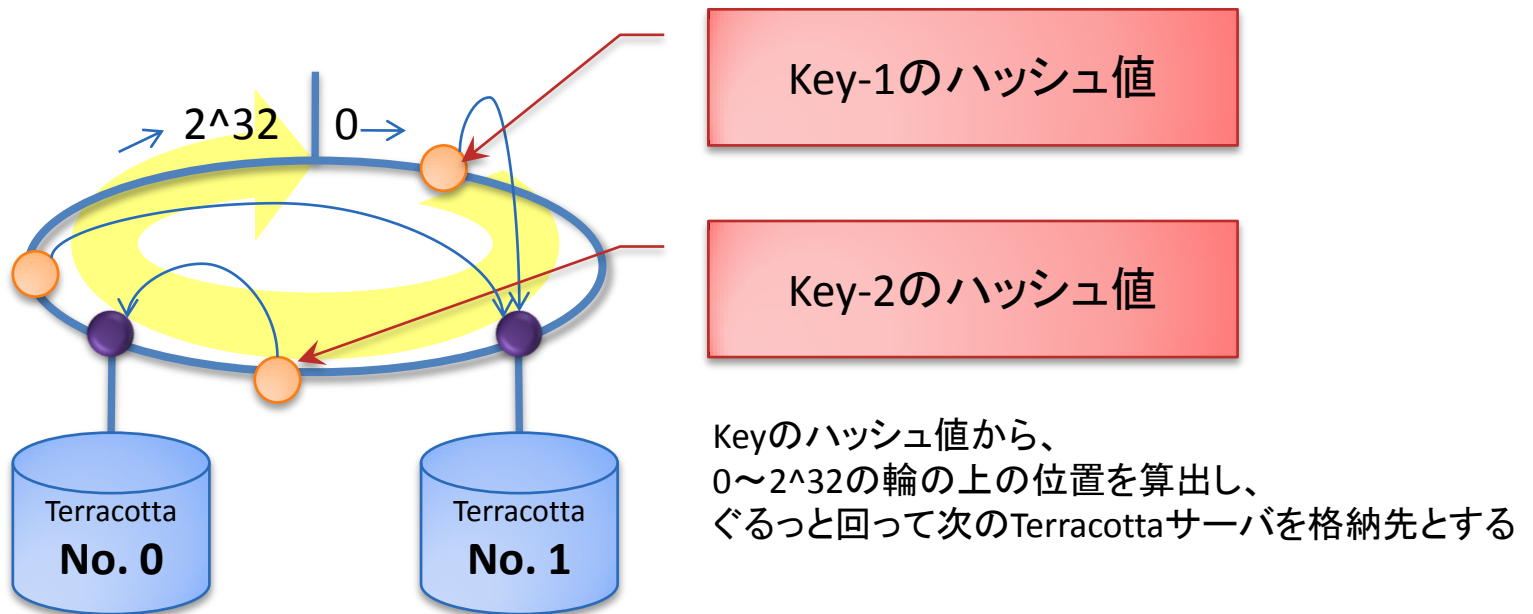 2^32
0
Key-1のハッシュ値
Key-2のハッシュ値
Terracotta
No. 0
Terracotta
No. 1
Keyのハッシュ値から、
0～2^32の輪の上の位置を算出し、
ぐるっと回って次のTerracottaサーバを格納先とする